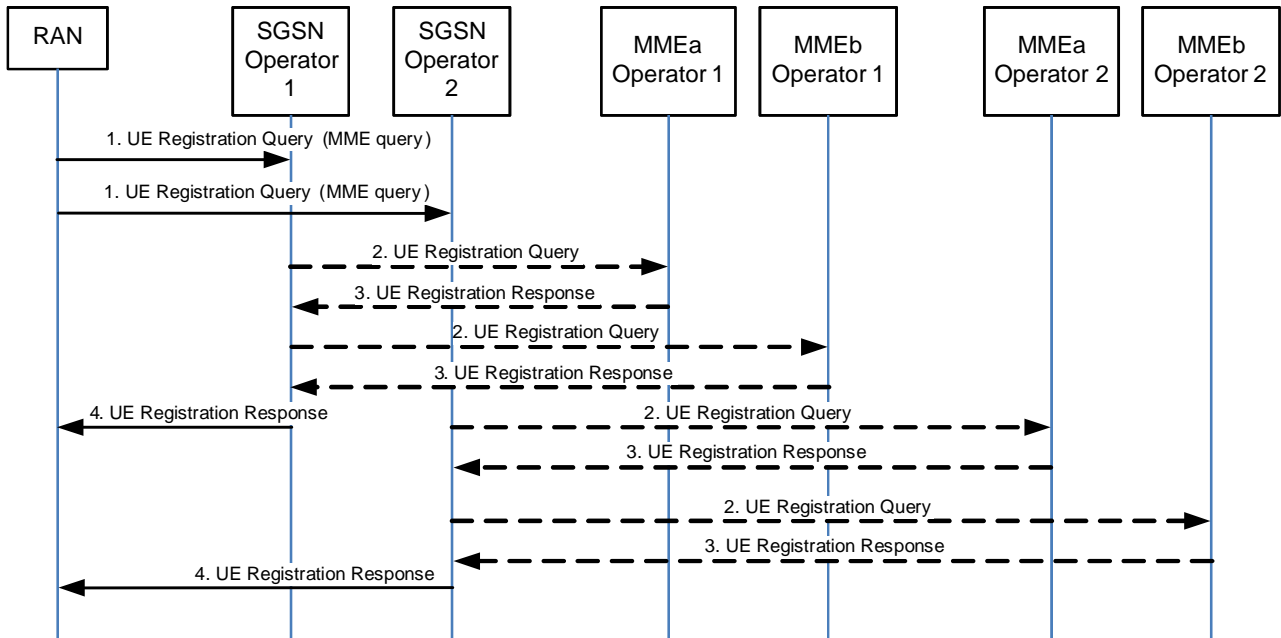 RAN
SGSN
Operator
1
SGSN
Operator
2
MMEa
Operator 1
MMEb
Operator 1
MMEa
Operator 2
MMEb
Operator 2
1. UE Registration Query (MME query)
1. UE Registration Query (MME query)
2. UE Registration Query
3. UE Registration Response
2. UE Registration Query
3. UE Registration Response
4. UE Registration Response
2. UE Registration Query
3. UE Registration Response
2. UE Registration Query
3. UE Registration Response
4. UE Registration Response